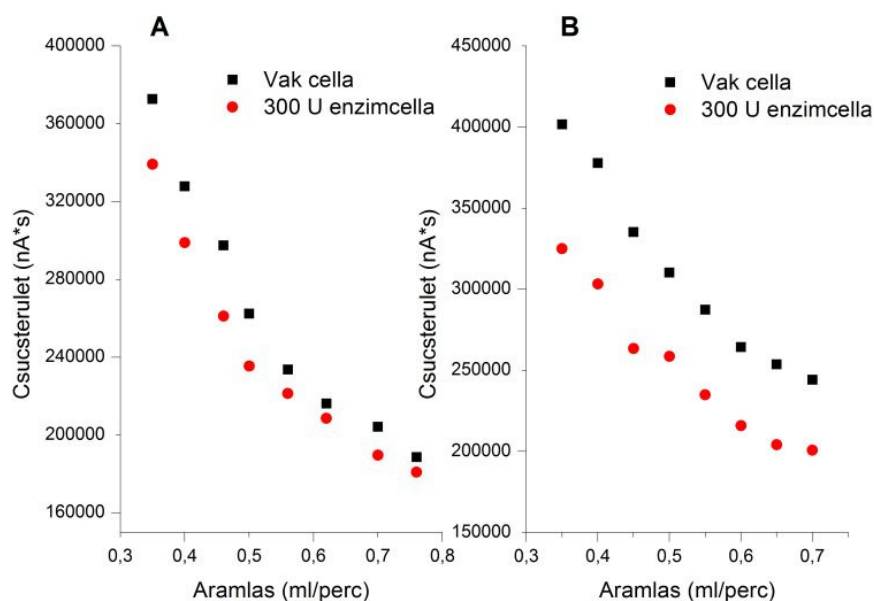 A
400000
360000
320000
280000
240000
200000
160000
Csucsterulet (nA*s)
Vak cella
300 U enzimcella
0,3 0,4 0,5 0,6 0,7 0,8
Aramlas (ml/perc)
B
450000
400000
350000
300000
250000
200000
150000
Csucsterulet (nA*s)
Vak cella
300 U enzimcella
0,3 0,4 0,5 0,6 0,7
Aramlas (ml/perc)